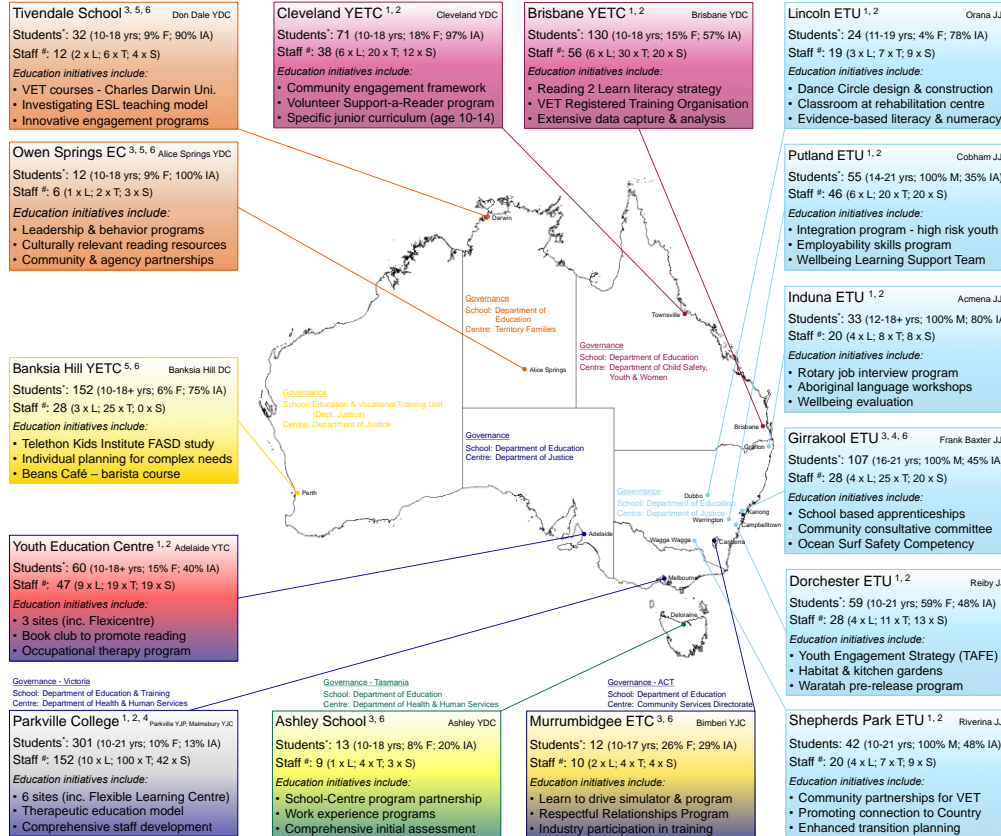 Tivendale School 3, 5, 6 Don Dale YDC
Students*: 32 (10-18 yrs; 9% F; 90% IA)
Staff #: 12 (2 x L; 6 x T; 4 x S)
Education initiatives include:
• VET courses - Charles Darwin Uni.
• Investigating ESL teaching model
• Innovative engagement programs
Cleveland YETC 1, 2 Cleveland YDC
Students*: 71 (10-18 yrs; 18% F; 97% IA)
Staff #: 38 (6 x L; 20 x T; 12 x S)
Education initiatives include:
• Community engagement framework
• Volunteer Support-a-Reader program
• Specific junior curriculum (age 10-14)
Brisbane YETC 1, 2 Brisbane YDC
Students*: 130 (10-18 yrs; 15% F; 57% IA)
Staff #: 56 (6 x L; 30 x T; 20 x S)
Education initiatives include:
• Reading 2 Learn literacy strategy
• VET Registered Training Organisation
• Extensive data capture & analysis
Lincoln ETU 1, 2 Orana JJ
Students*: 24 (11-19 yrs; 4% F; 78% IA)
Staff #: 19 (3 x L; 7 x T; 9 x S)
Education initiatives include:
• Dance Circle design & construction
• Classroom at rehabilitation centre
• Evidence-based literacy & numeracy
Owen Springs EC 3, 5, 6 Alice Springs YDC
Students*: 12 (10-18 yrs; 9% F; 100% IA)
Staff #: 6 (1 x L; 2 x T; 3 x S)
Education initiatives include:
• Leadership & behavior programs
• Culturally relevant reading resources
• Community & agency partnerships
Putland ETU 1, 2 Cobham JJ
Students*: 55 (14-21 yrs; 100% M; 35% IA)
Staff #: 46 (6 x L; 20 x T; 20 x S)
Education initiatives include:
• Integration program - high risk youth
• Employability skills program
• Wellbeing Learning Support Team
Induna ETU 1, 2 Acmena JJ
Students*: 33 (12-18+ yrs; 100% M; 80% IA)
Staff #: 20 (4 x L; 8 x T; 8 x S)
Education initiatives include:
• Rotary job interview program
• Aboriginal language workshops
• Wellbeing evaluation
Darwin
Governance
School: Department of
Education
Centre: Territory Families
Townsville
Alice Springs
Governance
School: Department of Education
Centre: Department of Child Safety,
Youth & Women
Banksia Hill YETC 5, 6 Banksia Hill DC
Students*: 152 (10-18+ yrs; 6% F; 75% IA)
Staff #: 28 (3 x L; 25 x T; 0 x S)
Education initiatives include:
• Telethon Kids Institute FASD study
• Individual planning for complex needs
• Beans Café – barista course
Governance
School: Education & Vocational Training Unit
(Dept. Justice)
Centre: Department of Justice
Governance
School: Department of Education
Centre: Department of Justice
Brisbane
Grafton
Girrakool ETU 3, 4, 6 Frank Baxter JJ
Students*: 107 (16-21 yrs; 100% M; 45% IA)
Staff #: 28 (4 x L; 25 x T; 20 x S)
Education initiatives include:
• School based apprenticeships
• Community consultative committee
• Ocean Surf Safety Competency
Perth
Governance
School: Department of Education
Centre: Department of Justice
Dubbo
Kariong
Werrington
Campbelltown
Wagga Wagga
Canberra
Adelaide
Melbourne
Deloraine
Youth Education Centre 1, 2 Adelaide YTC
Students*: 60 (10-18+ yrs; 15% F; 40% IA)
Staff #: 47 (9 x L; 19 x T; 19 x S)
Education initiatives include:
• 3 sites (inc. Flexicentre)
• Book club to promote reading
• Occupational therapy program
Dorchester ETU 1, 2 Reiby JJ
Students*: 59 (10-21 yrs; 59% F; 48% IA)
Staff #: 28 (4 x L; 11 x T; 13 x S)
Education initiatives include:
• Youth Engagement Strategy (TAFE)
• Habitat & kitchen gardens
• Waratah pre-release program
Governance - Victoria
School: Department of Education & Training
Centre: Department of Health & Human Services
Governance - Tasmania
School: Department of Education
Centre: Department of Health & Human Services
Governance - ACT
School: Department of Education
Centre: Community Services Directorate
Parkville College 1, 2, 4 Parkville YJP, Malmsbury YJC
Students*: 301 (10-21 yrs; 10% F; 13% IA)
Staff #: 152 (10 x L; 100 x T; 42 x S)
Education initiatives include:
• 6 sites (inc. Flexible Learning Centre)
• Therapeutic education model
• Comprehensive staff development
Ashley School 3, 6 Ashley YDC
Students*: 13 (10-18 yrs; 8% F; 20% IA)
Staff #: 9 (1 x L; 4 x T; 3 x S)
Education initiatives include:
• School-Centre program partnership
• Work experience programs
• Comprehensive initial assessment
Murrumbidgee ETC 3, 6 Bimberi YJC
Students*: 12 (10-17 yrs; 26% F; 29% IA)
Staff #: 10 (2 x L; 4 x T; 4 x S)
Education initiatives include:
• Learn to drive simulator & program
• Respectful Relationships Program
• Industry participation in training
Shepherds Park ETU 1, 2 Riverina JJ
Students: 42 (10-21 yrs; 100% M; 48% IA)
Staff #: 20 (4 x L; 7 x T; 9 x S)
Education initiatives include:
• Community partnerships for VET
• Promoting connection to Country
• Enhanced transition planning